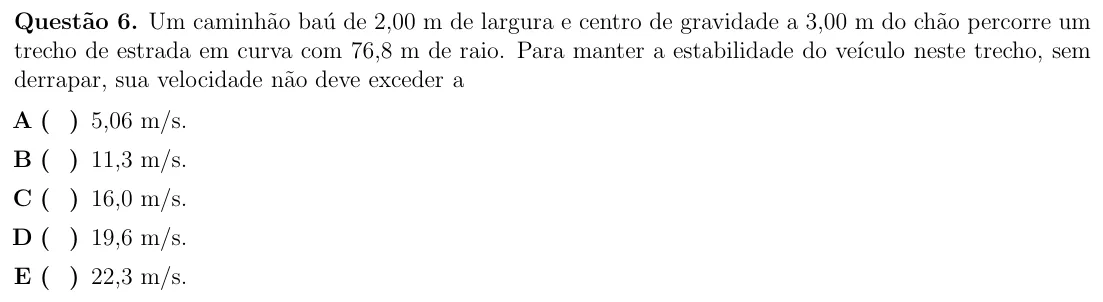 Questão 6. Um caminhão baú de 2,00 m de largura e centro de gravidade a 3,00 m do chão percorre um
trecho de estrada em curva com 76,8 m de raio. Para manter a estabilidade do veículo neste trecho, sem
derrapar, sua velocidade não deve exceder a
A ( ) 5,06 m/s.
B ( ) 11,3 m/s.
C ( ) 16,0 m/s.
D ( ) 19,6 m/s.
E ( ) 22,3 m/s.